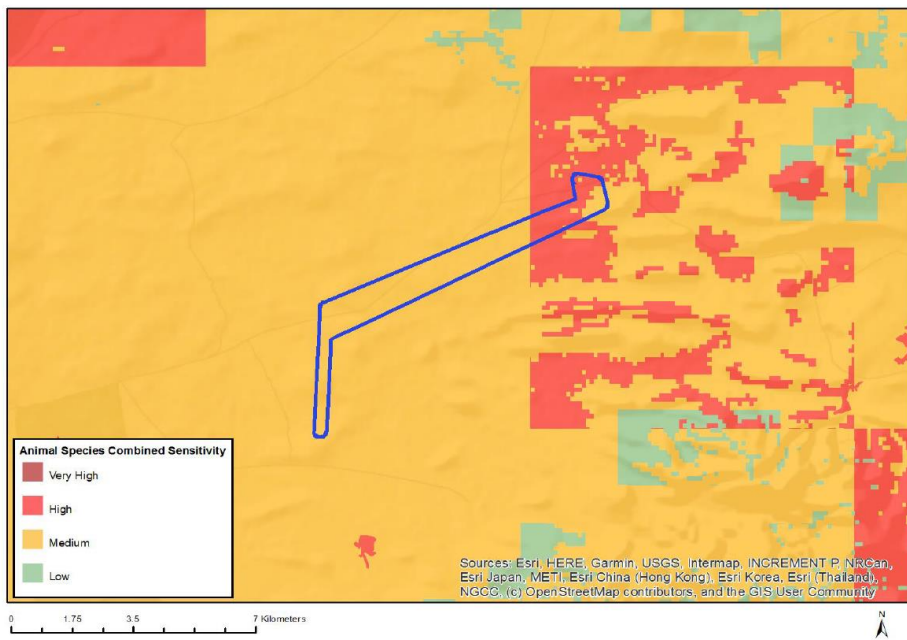 Animal Species Combined Sensitivity
Very High
High
Medium
Low
Sources: Esri, HERE, Garmin, USGS, Intermap, INCREMENT P, NRCan,
Esri Japan, METI, Esri China (Hong Kong), Esri Korea, Esri (Thailand),
NGCC, (c) OpenStreetMap contributors, and the GIS User Community
0 1.75 3.5 7 Kilometers
N